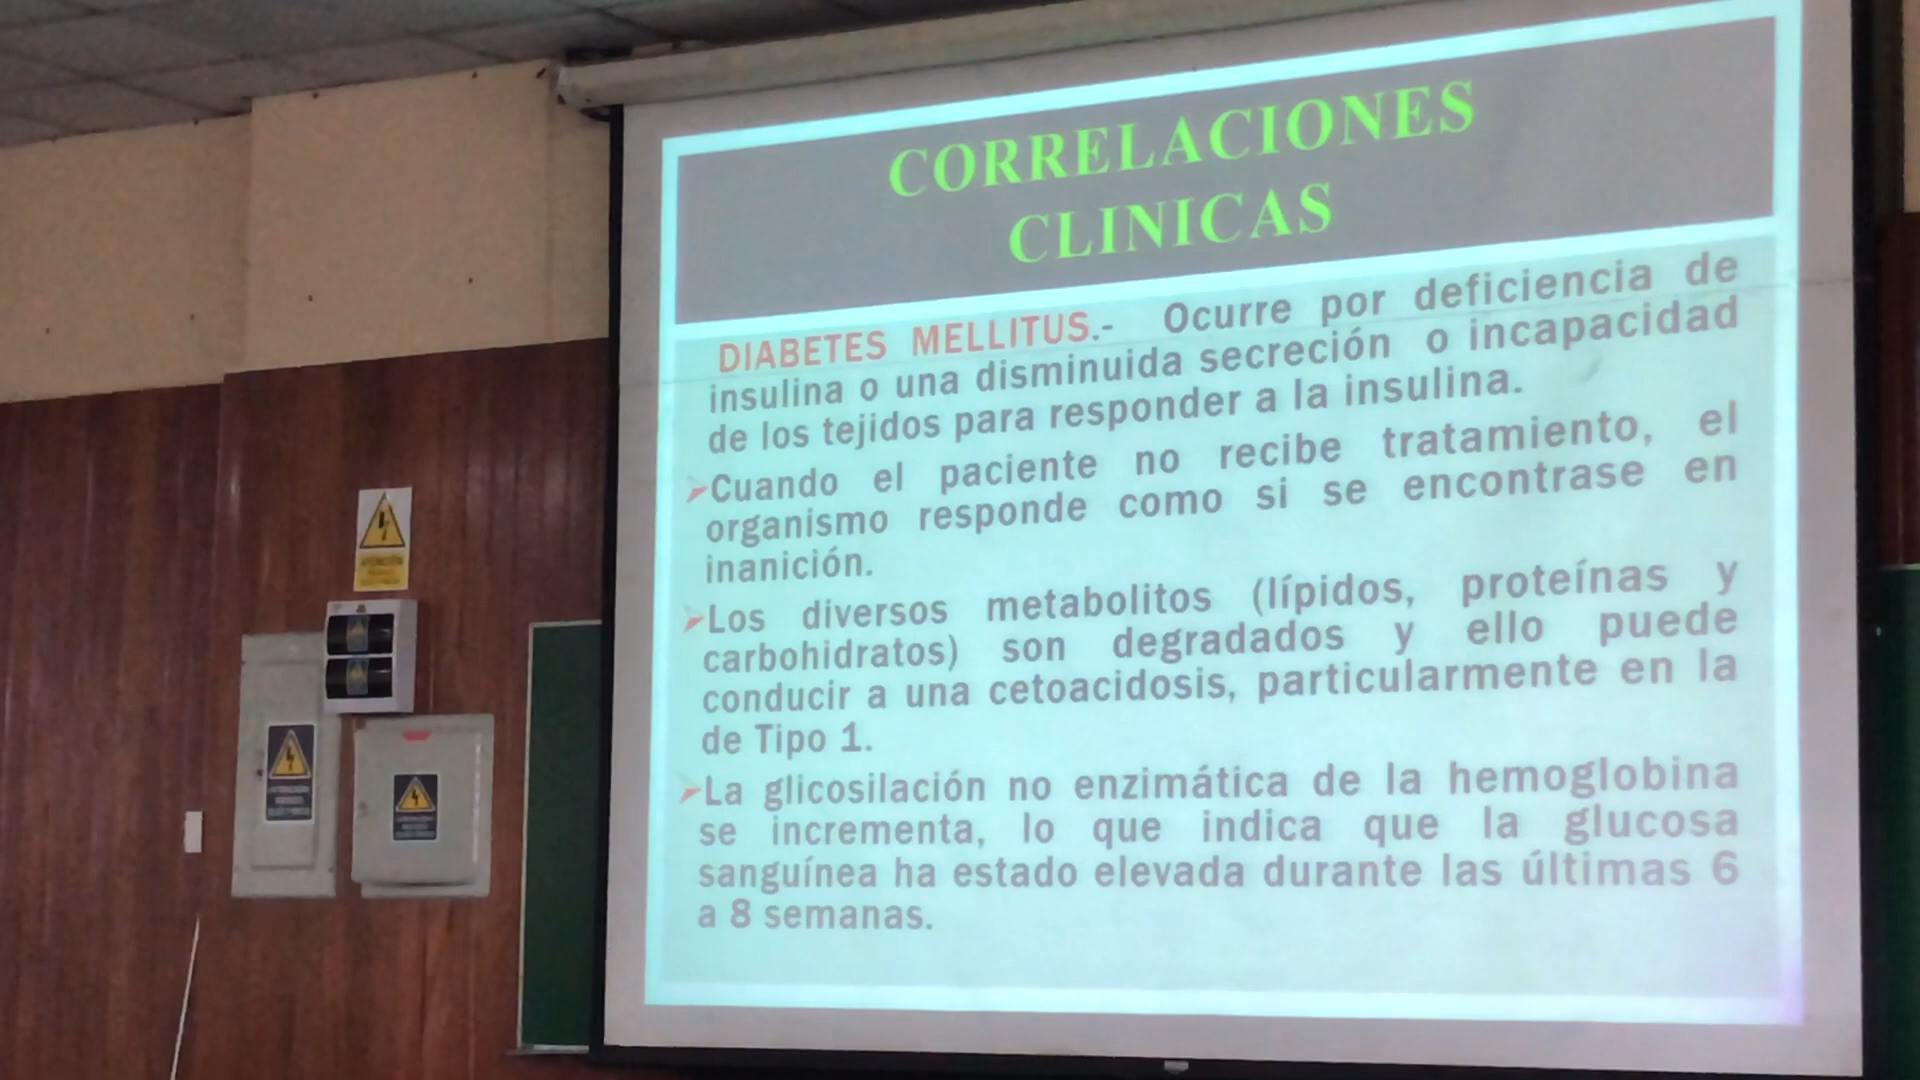 CORRELACIONES
CLINICAS
DIABETES MELLITUS.- Ocurre por deficiencia de
insulina o una disminuida secreción o incapacidad
de los tejidos para responder a la insulina.
Cuando el paciente no recibe tratamiento, el
organismo responde como si se encontrase en
inanición.
Los diversos metabolitos (lípidos, proteínas y
carbohidratos) son degradados y ello puede
conducir a una cetoacidosis, particularmente en la
de Tipo 1.
La glicosilación no enzimática de la hemoglobina
se incrementa, lo que indica que la glucosa
sanguínea ha estado elevada durante las últimas 6
a 8 semanas.